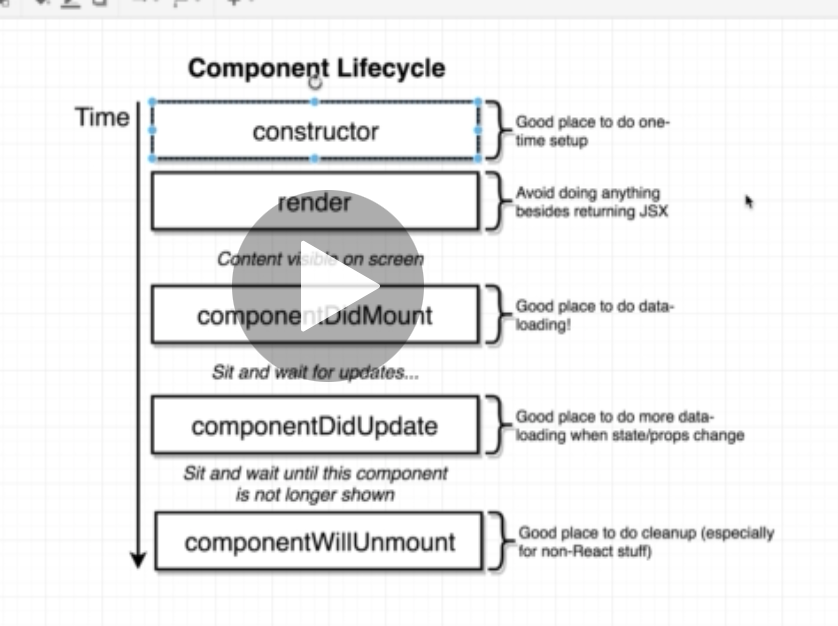 Component Lifecycle
Time
constructor
Good place to do one-
time setup
render
Avoid doing anything
besides returning JSX
Content visible on screen
componentDidMount
Good place to do data-
loading!
Sit and wait for updates...
componentDidUpdate
Good place to do more data-
loading when state/props change
Sit and wait until this component
is not longer shown
componentWillUnmount
Good place to do cleanup (especially
for non-React stuff)